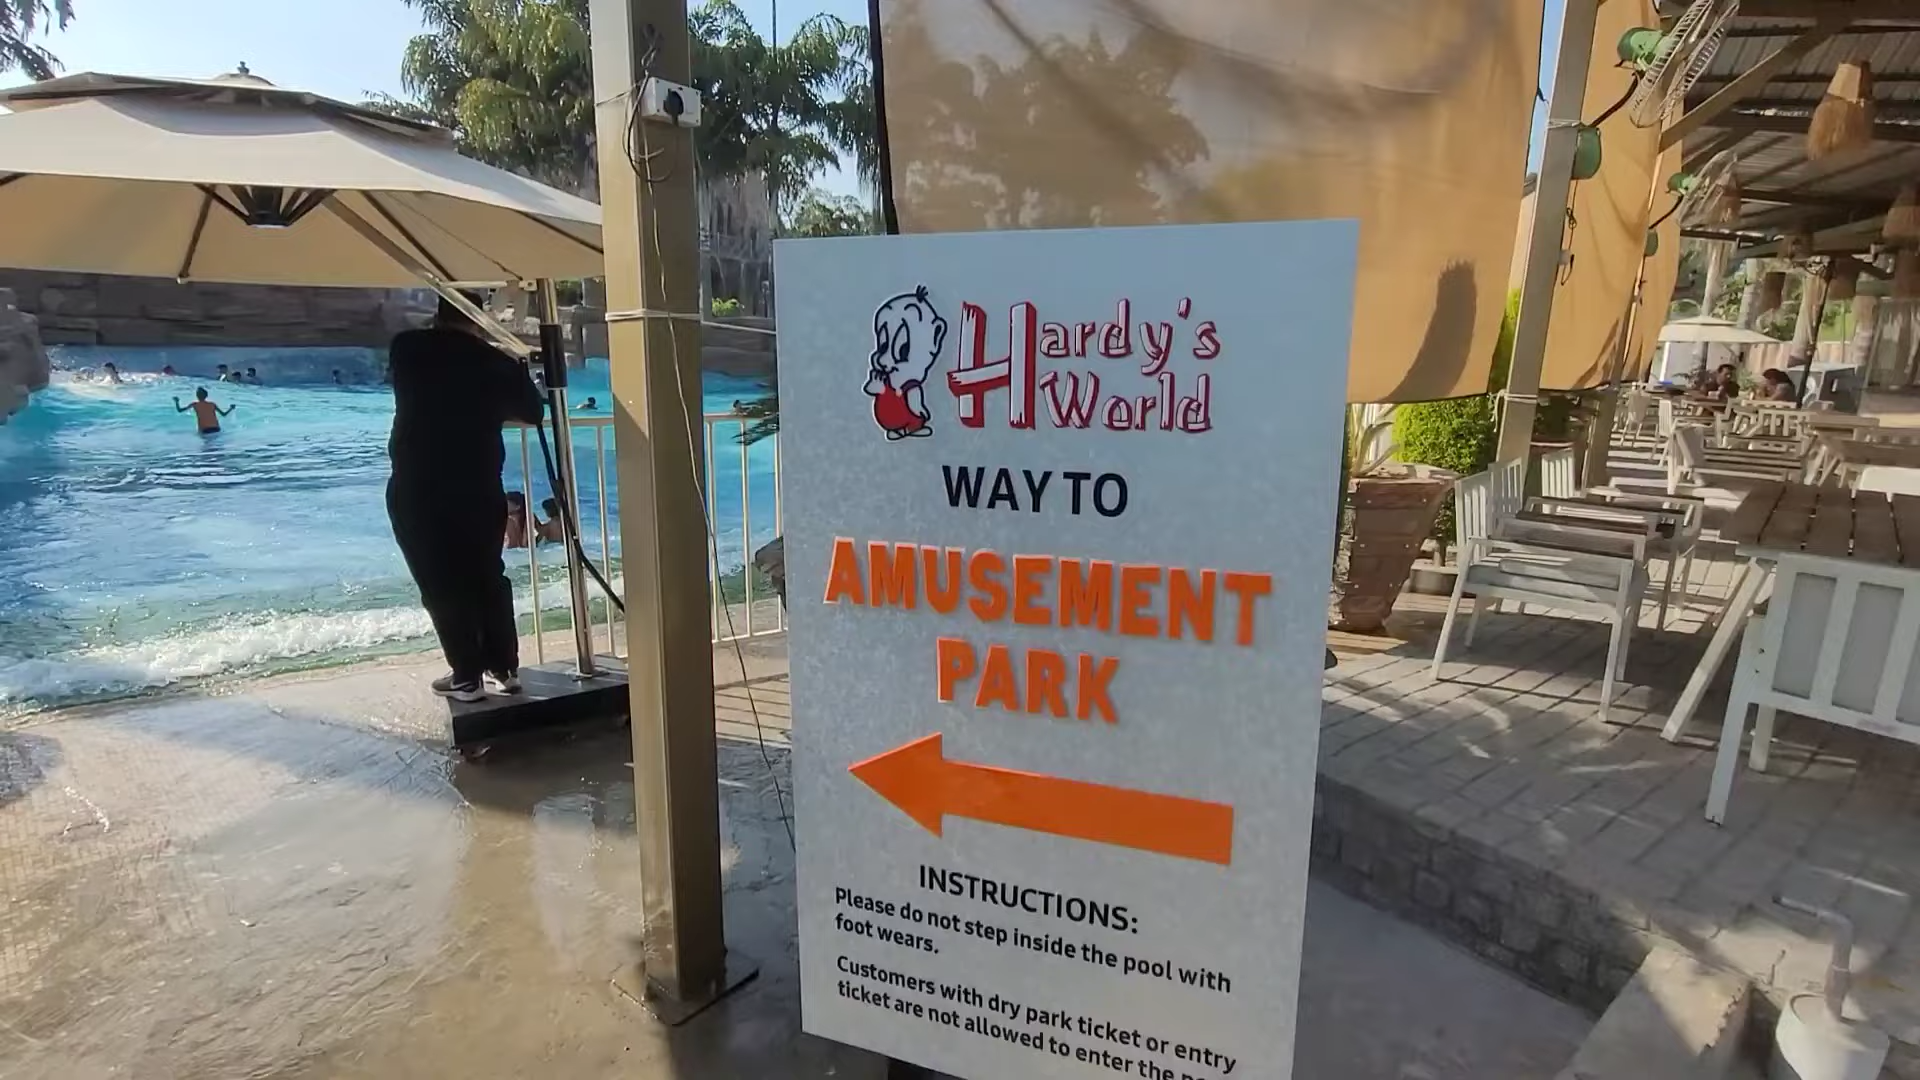 Hardy's
World
WAY TO
AMUSEMENT
PARK
INSTRUCTIONS:
Please do not step inside the pool with
foot wears.
Customers with dry park ticket or entry
ticket are not allowed to enter the